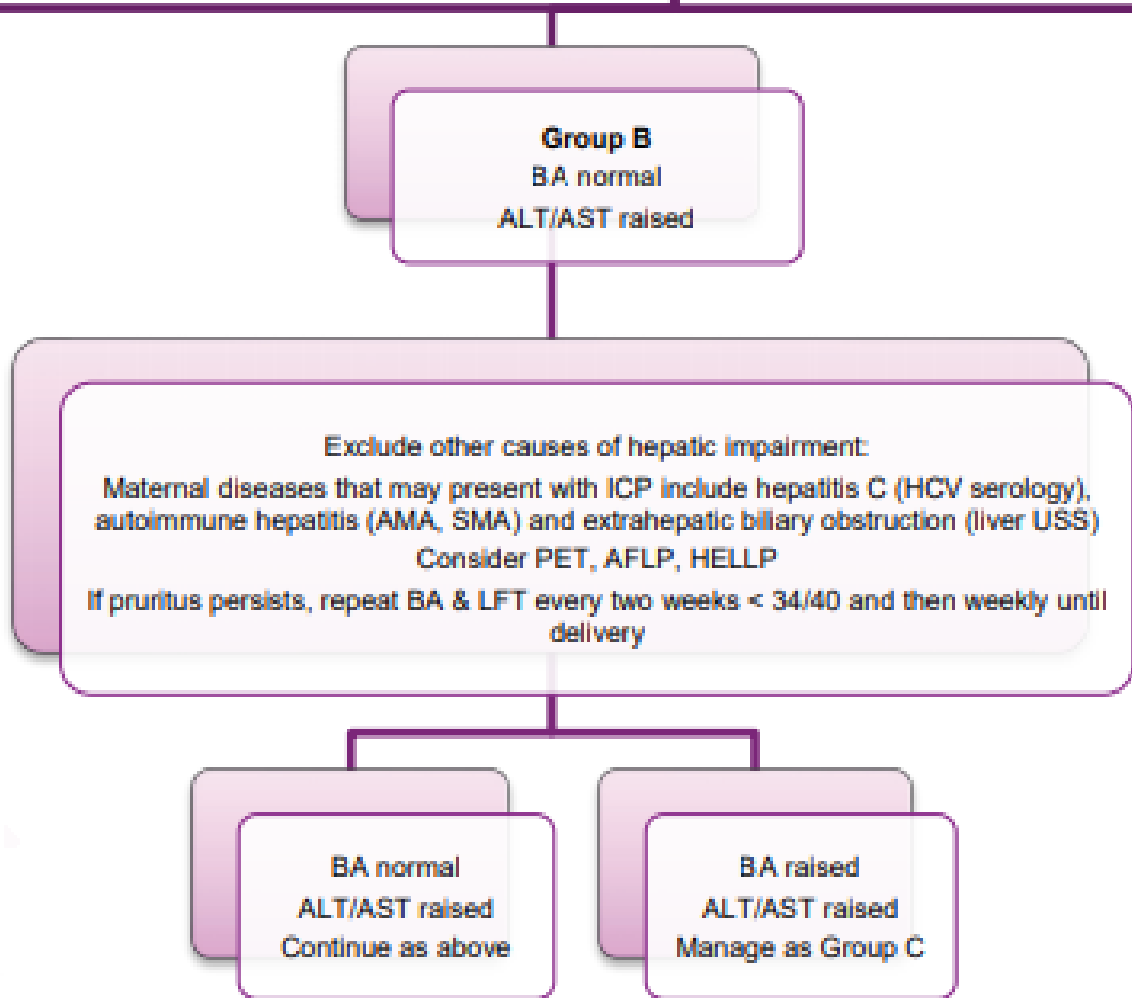 Group B
BA normal
ALT/AST raised
Exclude other causes of hepatic impairment:
Maternal diseases that may present with ICP include hepatitis C (HCV serology),
autoimmune hepatitis (AMA, SMA) and extrahepatic biliary obstruction (liver USS)
Consider PET, AFLP, HELLP
If pruritus persists, repeat BA & LFT every two weeks < 34/40 and then weekly until
delivery
BA normal
ALT/AST raised
Continue as above
BA raised
ALT/AST raised
Manage as Group C